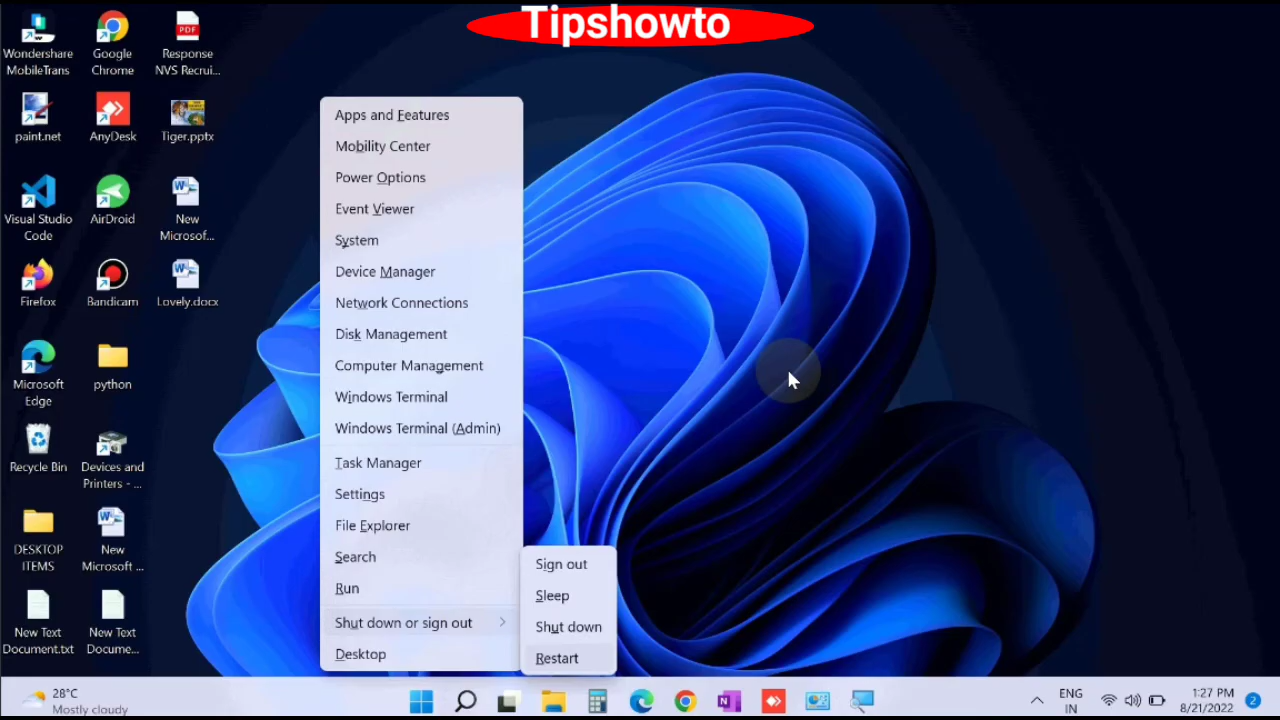 Tipshowto
Wondershare
MobileTrans
Google
Chrome
PDF
Response
NVS Recrui...
paint.net
AnyDesk
Tiger.pptx
Visual Studio
Code
AirDroid
New
Microsof...
Firefox
Bandicam
Lovely.docx
Microsoft
Edge
python
Recycle Bin
Devices and
Printers - ...
DESKTOP
ITEMS
New
Microsoft ...
New Text
Document.txt
New Text
Docume...
Apps and Features
Mobility Center
Power Options
Event Viewer
System
Device Manager
Network Connections
Disk Management
Computer Management
Windows Terminal
Windows Terminal (Admin)
Task Manager
Settings
File Explorer
Search
Run
Shut down or sign out
Desktop
Sign out
Sleep
Shut down
Restart
28°C
Mostly cloudy
ENG
IN
1:27 PM
8/21/2022
2